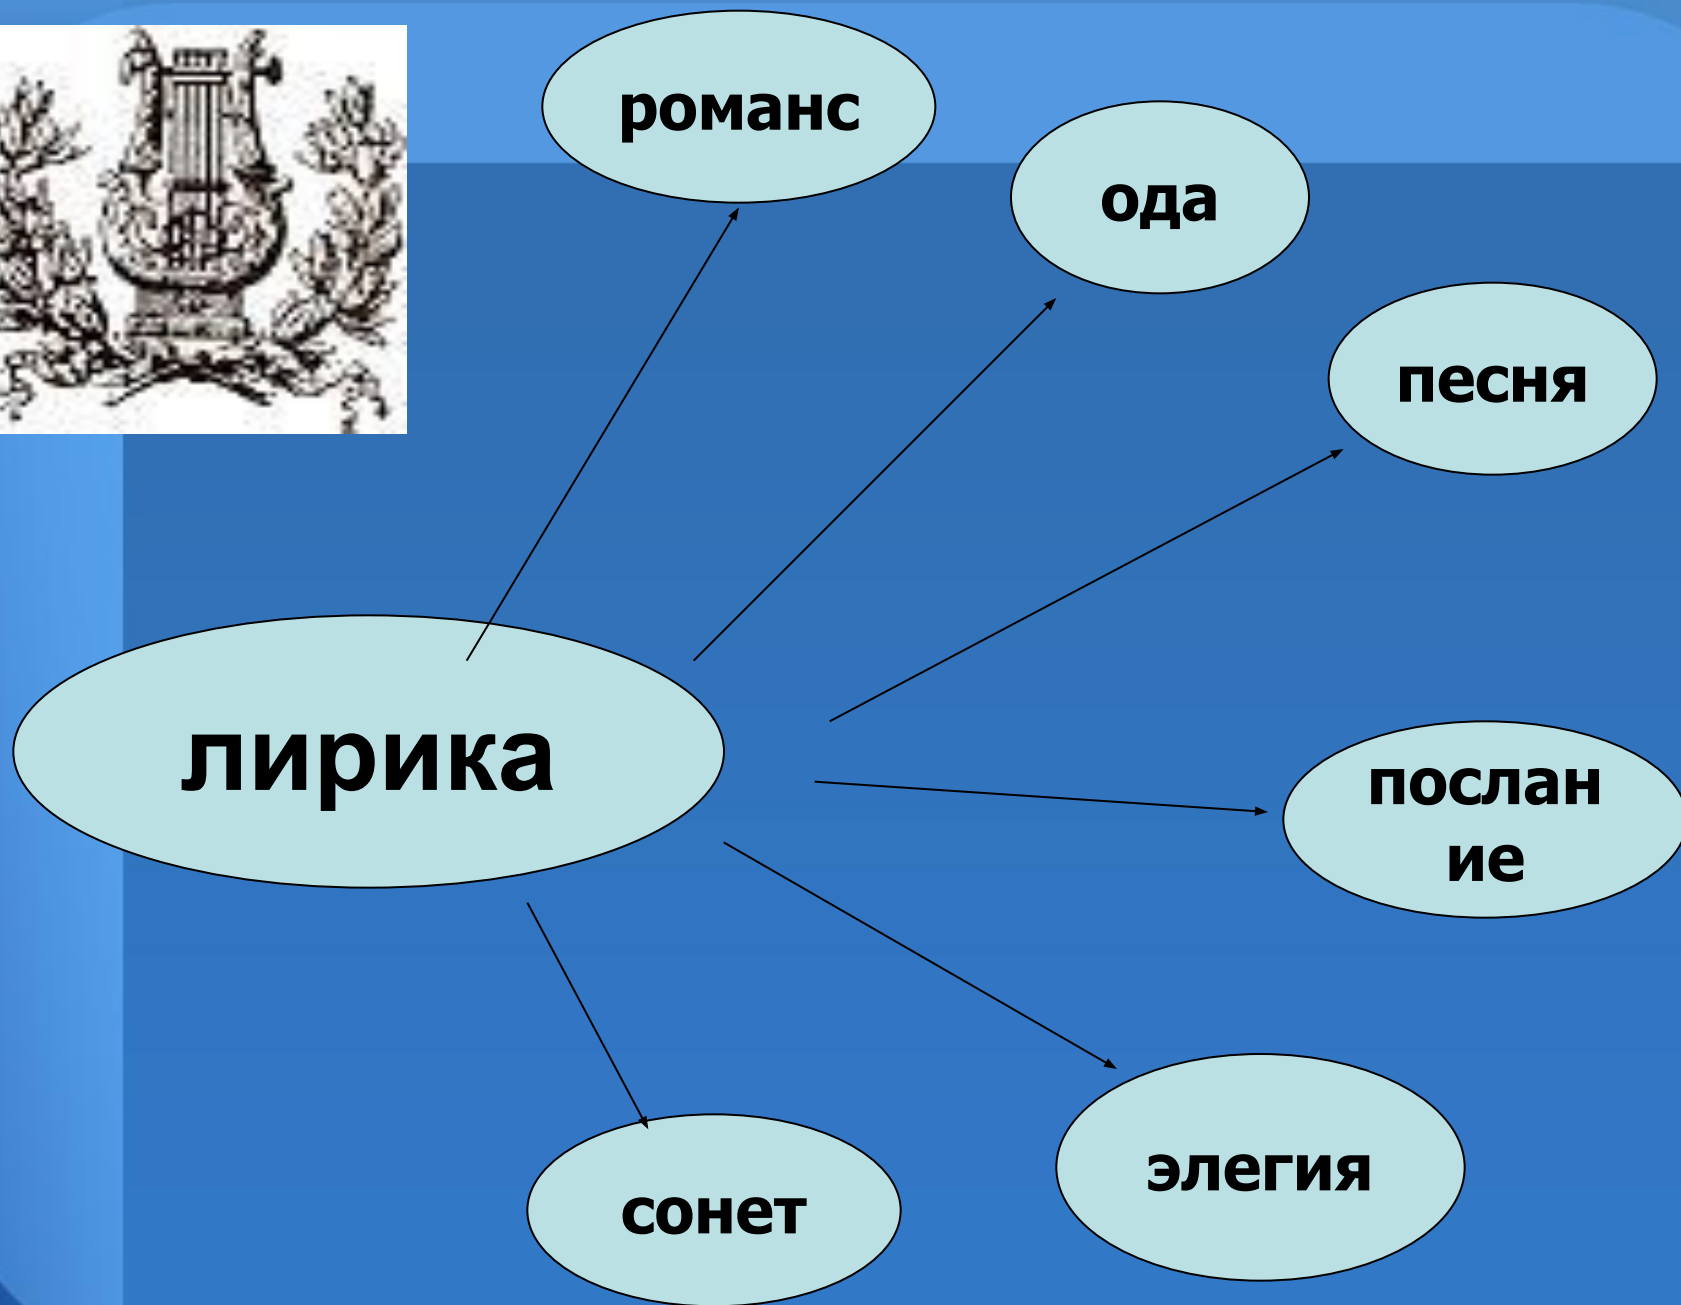 романс
ода
песня
лирика
послан
ие
элегия
сонет